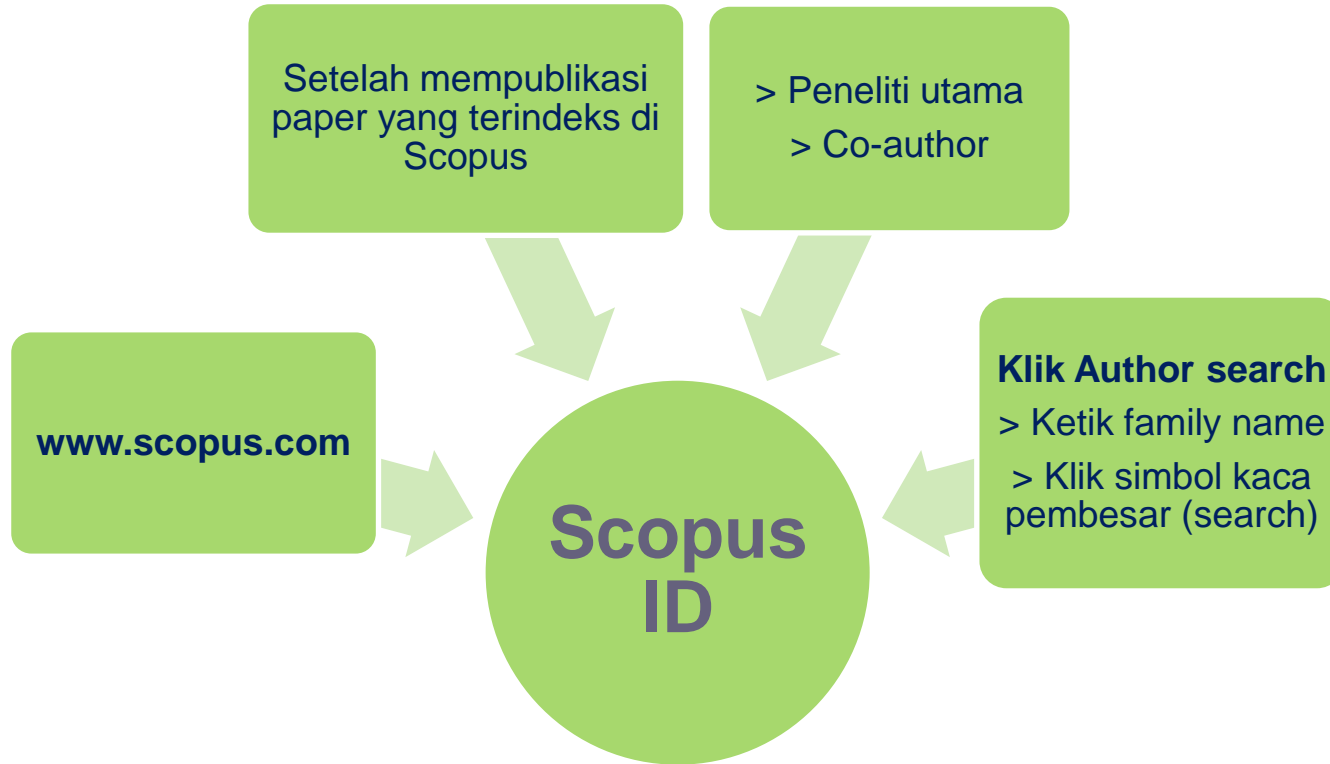 Setelah mempublikasi
paper yang terindeks di
Scopus
> Peneliti utama
> Co-author
www.scopus.com
Klik Author search
> Ketik family name
> Klik simbol kaca
pembesar (search)
Scopus
ID